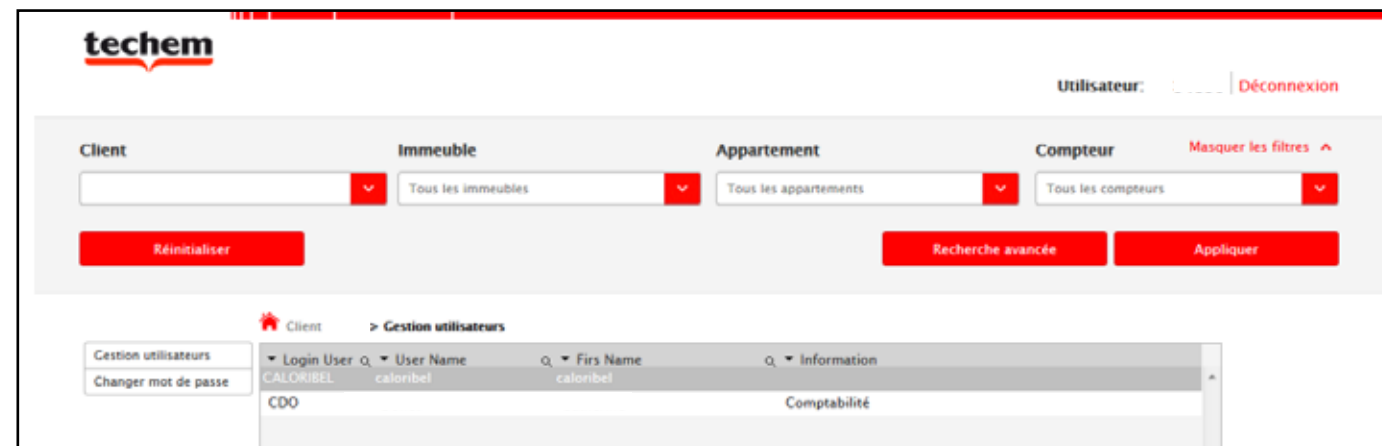 techem
Utilisateur: Déconnexion
Client Immeuble Appartement Compteur Masquer les filtres
Tous les immeubles Tous les appartements Tous les compteurs
Réinitialiser Recherche avancée Appliquer
Client > Gestion utilisateurs
Gestion utilisateurs
Changer mot de passe
Login User User Name Firs Name Information
CALORIBEL caloribel caloribel
CDO Comptabilité